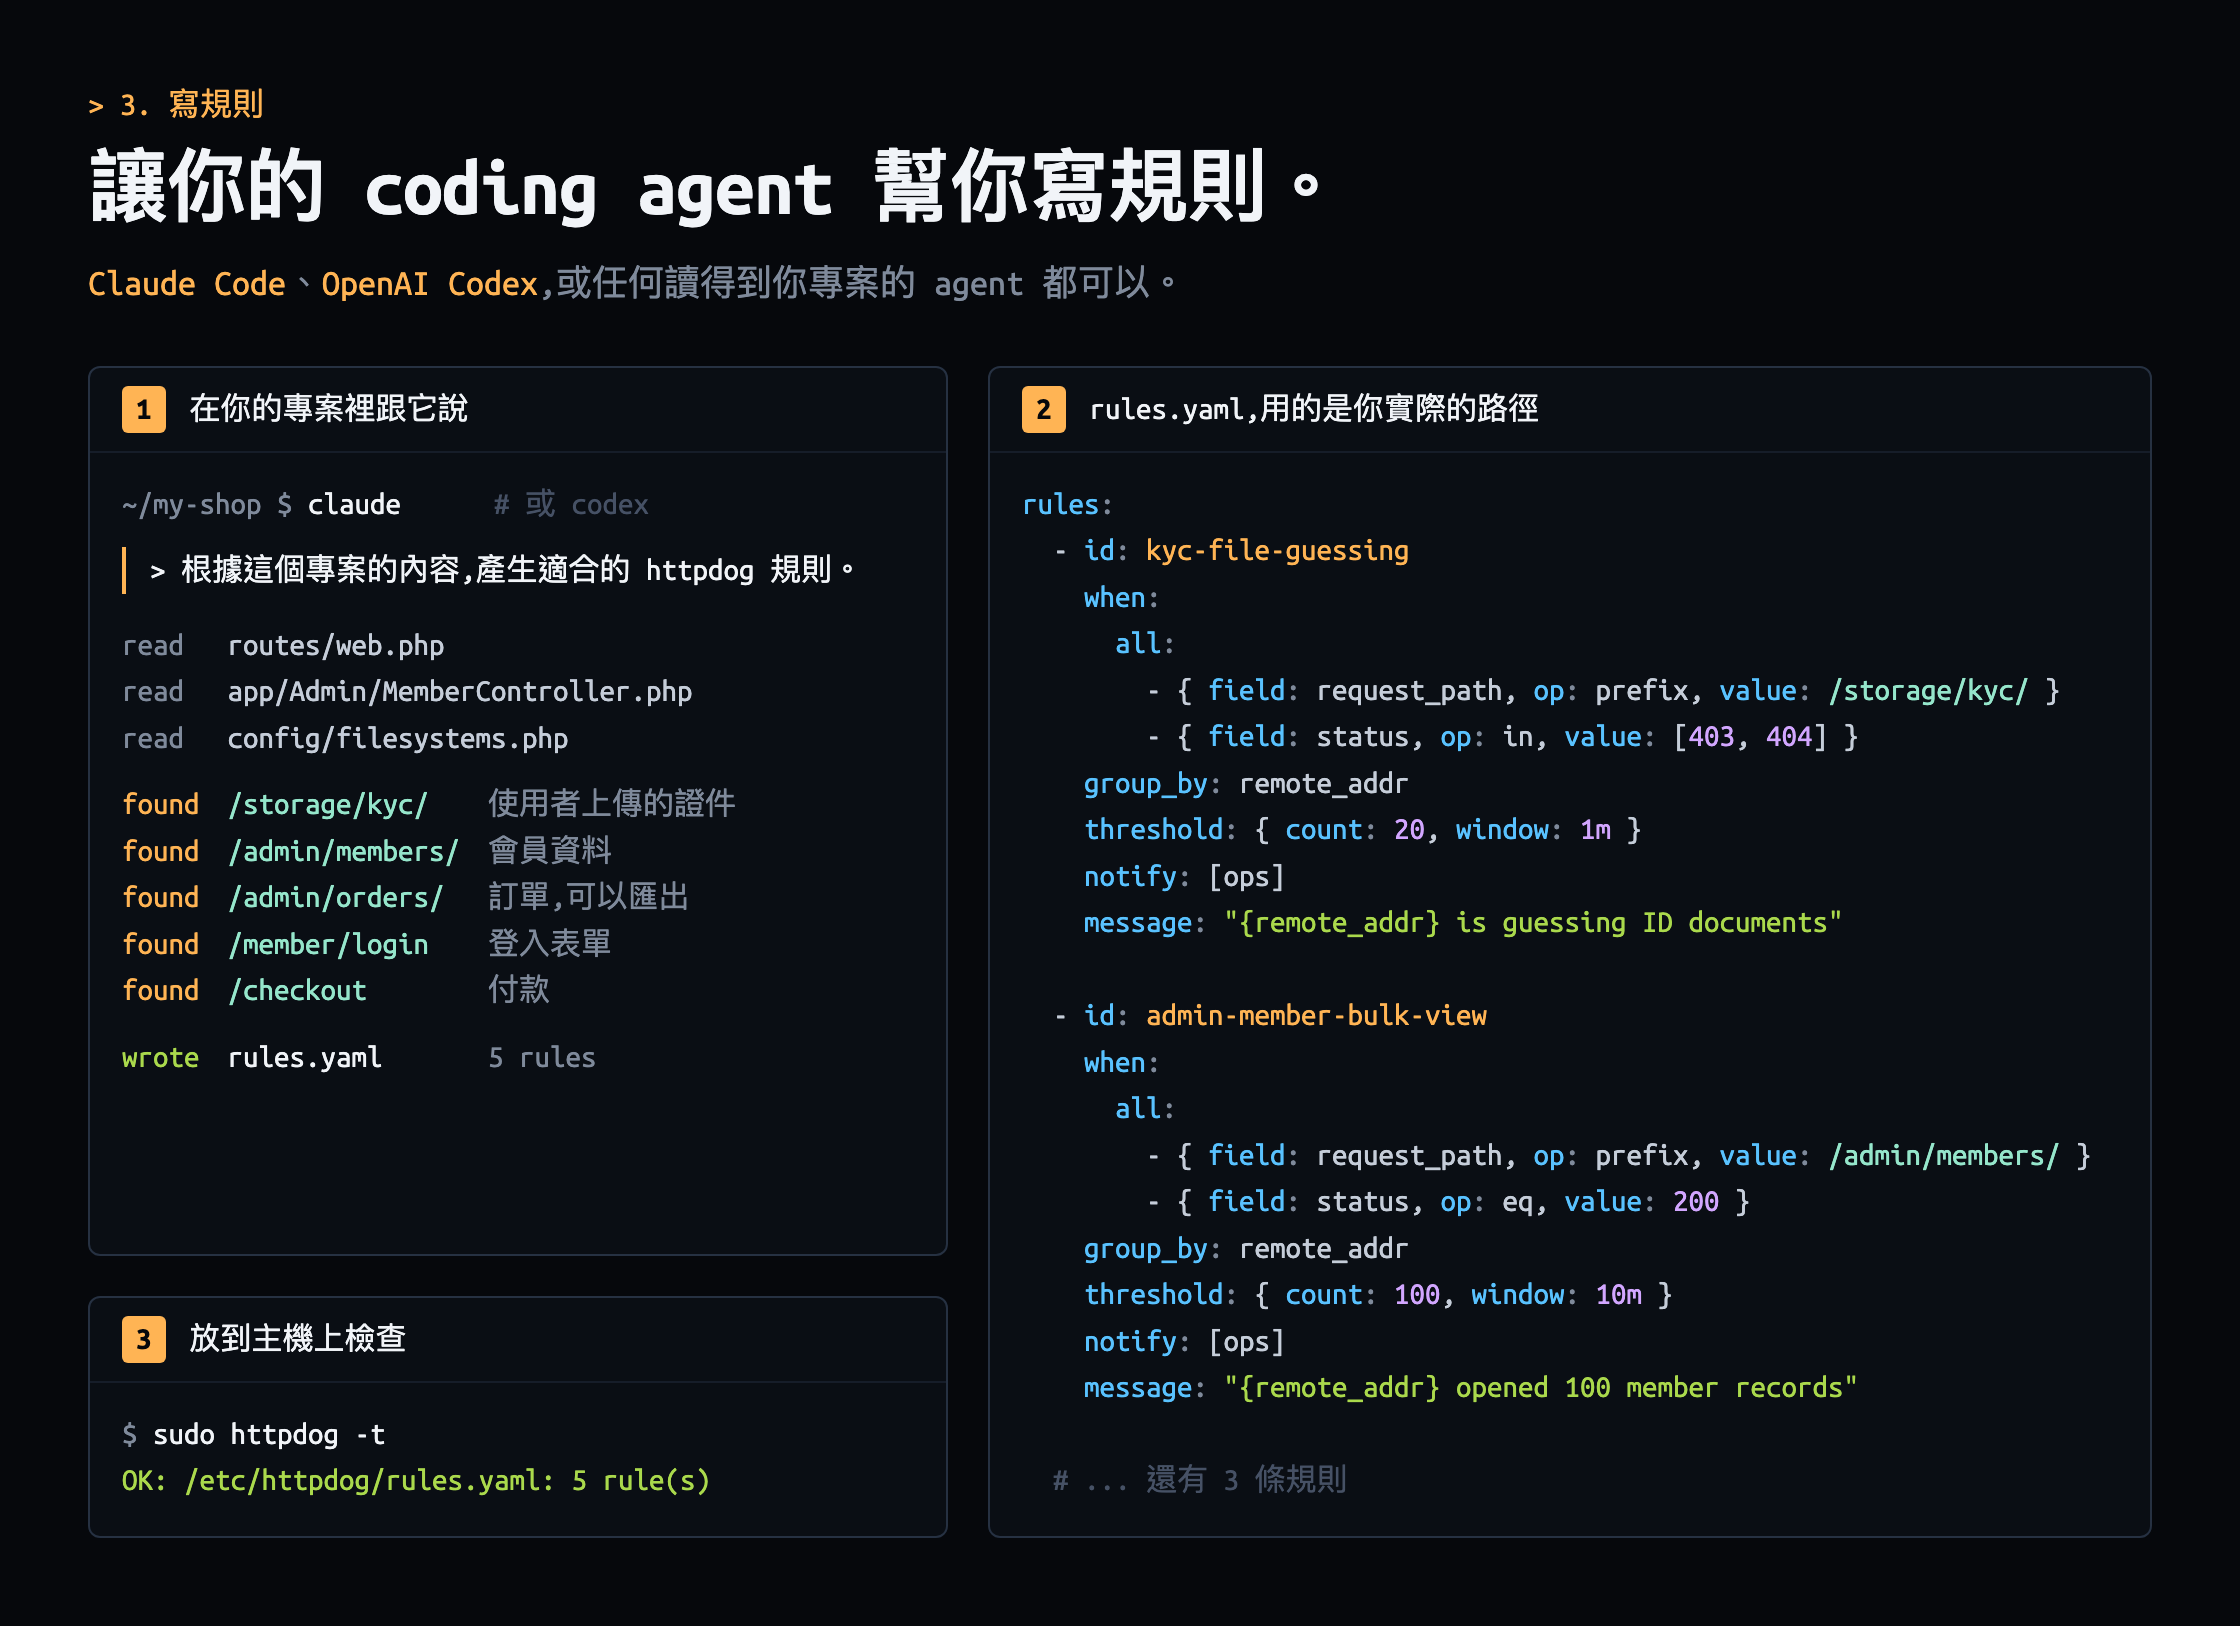 > 3. 寫規則
讓你的 coding agent 幫你寫規則。
Claude Code、OpenAI Codex,或任何讀得到你專案的 agent 都可以。
1 在你的專案裡跟它說
~/my-shop $ claude # 或 codex
> 根據這個專案的內容,產生適合的 httpdog 規則。
read routes/web.php
read app/Admin/MemberController.php
read config/filesystems.php
found /storage/kyc/ 使用者上傳的證件
found /admin/members/ 會員資料
found /admin/orders/ 訂單,可以匯出
found /member/login 登入表單
found /checkout 付款
wrote rules.yaml 5 rules
2 rules.yaml,用的是你實際的路徑
rules:
- id: kyc-file-guessing
when:
all:
- { field: request_path, op: prefix, value: /storage/kyc/ }
- { field: status, op: in, value: [403, 404] }
group_by: remote_addr
threshold: { count: 20, window: 1m }
notify: [ops]
message: "{remote_addr} is guessing ID documents"
- id: admin-member-bulk-view
when:
all:
- { field: request_path, op: prefix, value: /admin/members/ }
- { field: status, op: eq, value: 200 }
group_by: remote_addr
threshold: { count: 100, window: 10m }
notify: [ops]
message: "{remote_addr} opened 100 member records"
# ... 還有 3 條規則
3 放到主機上檢查
$ sudo httpdog -t
OK: /etc/httpdog/rules.yaml: 5 rule(s)